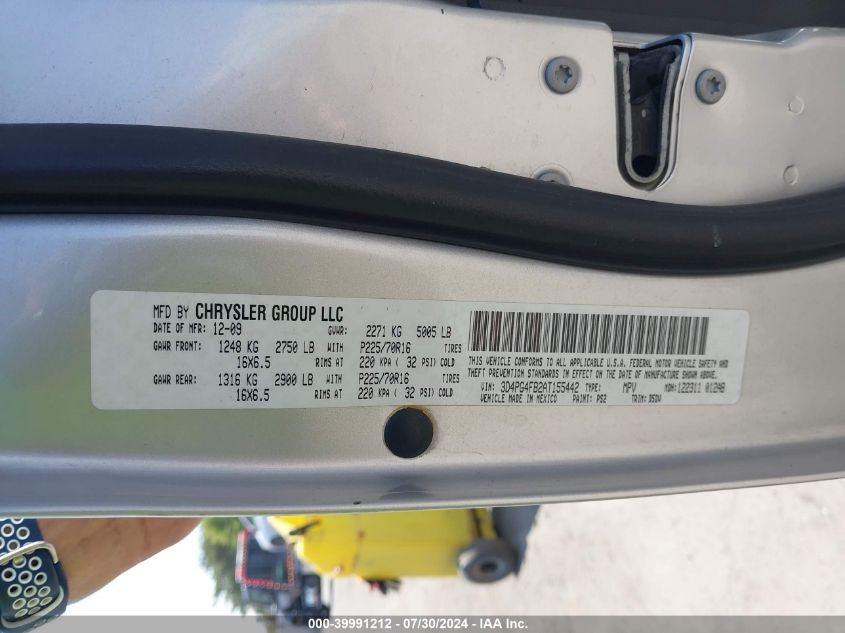 MFD BY CHRYSLER GROUP LLC
DATE OF MFR 12-09 GVWR: 2271 KG 5005 LB
GAWR FRONT: 1248 KG 2750 LB WITH P225/70R16 TIRES
16X6.5 RIMS AT 220 KPA ( 32 PSI) COLD
GAWR REAR: 1316 KG 2900 LB WITH P225/70R16 TIRES
16X6.5 RIMS AT 220 KPA ( 32 PSI) COLD
THIS VEHICLE CONFORMS TO ALL APPLICABLE U.S.A. FEDERAL MOTOR VEHICLE SAFETY AND
THEFT PREVENTION STANDARDS IN EFFECT ON THE DATE OF MANUFACTURE SHOWN ABOVE.
VIN: 3D4PG4FB2AT155442 TYPE: MPV MDH:122311 012AB
VEHICLE MADE IN MEXICO PAINT: PS2 TRIM: D5DV
000-39991212 - 07/30/2024 - IAA Inc.